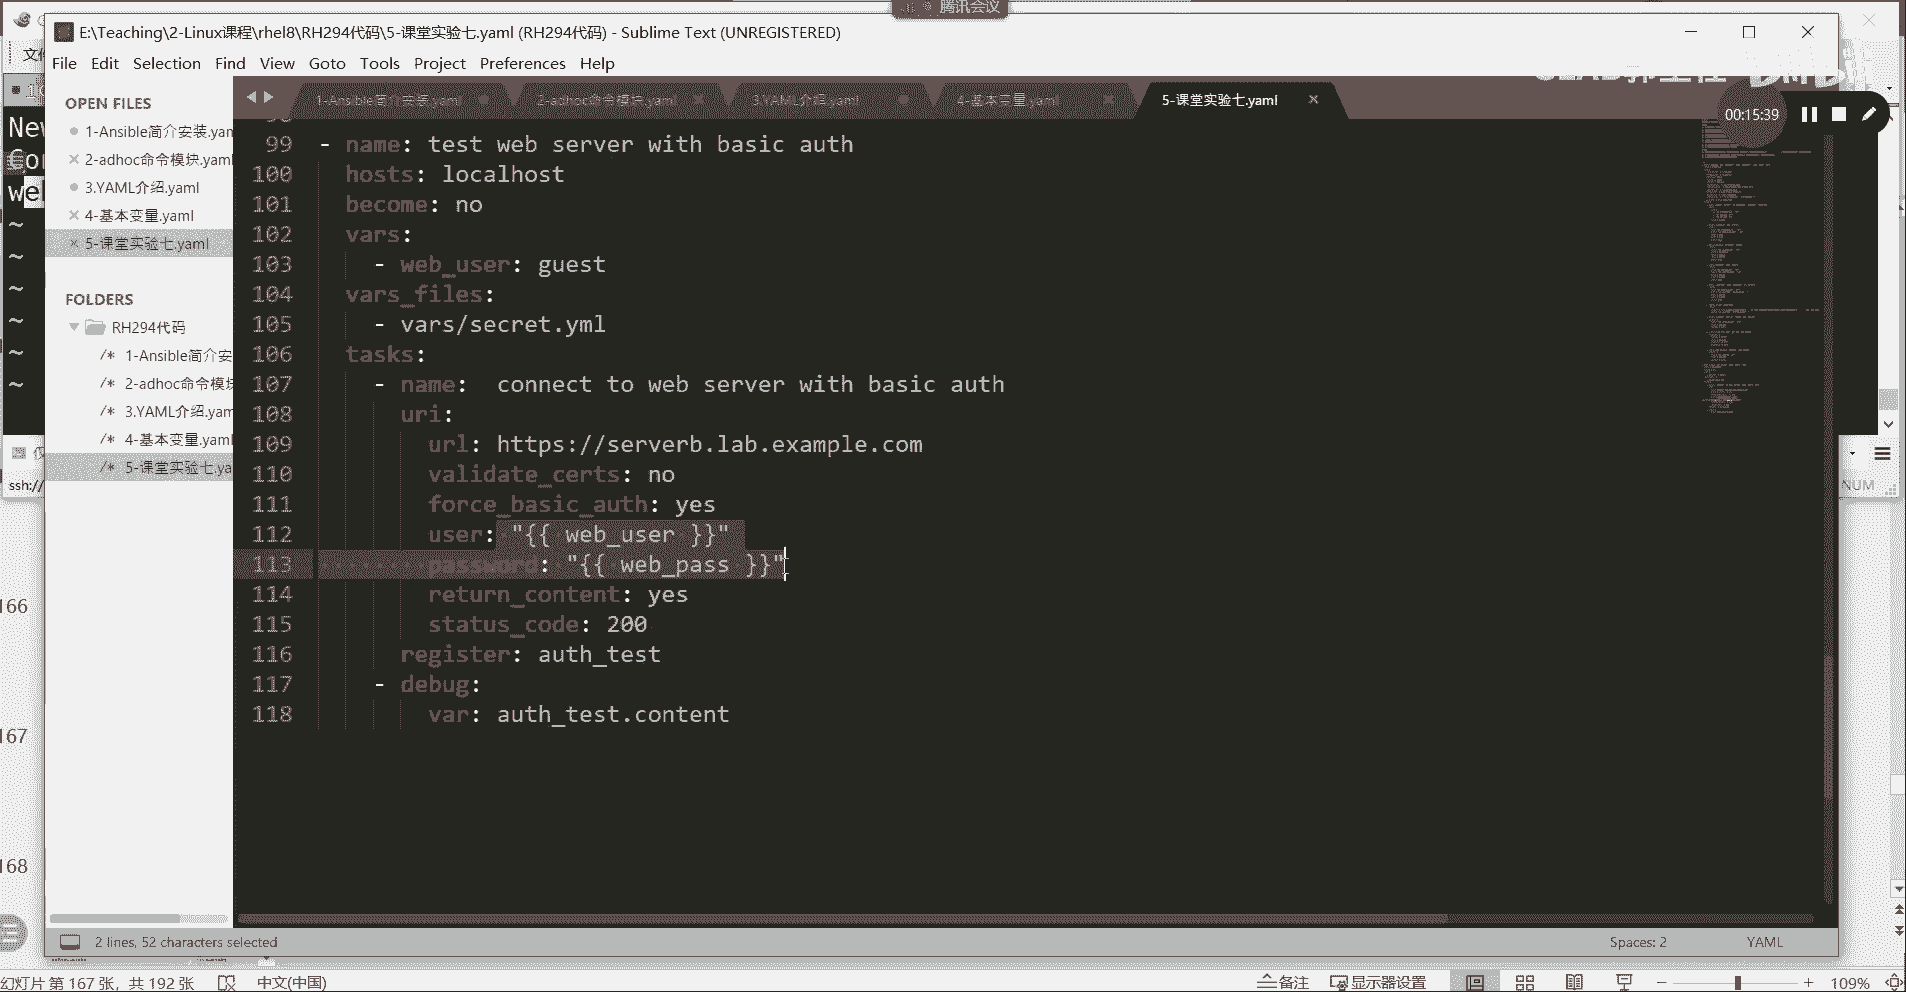 腾讯会议
E:\Teaching\2-Linux课程\rhel8\RH294代码\5-课堂实验七.yaml (RH294代码) - Sublime Text (UNREGISTERED)
File Edit Selection Find View Goto Tools Project Preferences Help
00:15:39
OPEN FILES
1-Ansible简介安装.yam
2-adhoc命令模块.yaml
3.YAML介绍.yaml
4-基本变量.yaml
5-课堂实验七.yaml
FOLDERS
RH294代码
/* 1-Ansible简介安
/* 2-adhoc命令模块
/* 3.YAML介绍.yam
/* 4-基本变量.yaml
/* 5-课堂实验七.ya
1-Ansible简介安装.yaml
2-adhoc命令模块.yaml
3.YAML介绍.yaml
4-基本变量.yaml
5-课堂实验七.yaml
99 - name: test web server with basic auth
100 hosts: localhost
101 become: no
102 vars:
103 - web_user: guest
104 vars_files:
105 - vars/secret.yml
106 tasks:
107 - name:  connect to web server with basic auth
108 uri:
109 url: https://serverb.lab.example.com
110 validate_certs: no
111 force_basic_auth: yes
112 user: "{{ web_user }}"
113 password: "{{ web_pass }}"
114 return_content: yes
115 status_code: 200
116 register: auth_test
117 - debug:
118 var: auth_test.content
ssh://
NUM
166
167
168
2 lines, 52 characters selected
Spaces: 2
YAML
幻灯片 第 167 张，共 192 张
中文(中国)
备注
显示器设置
109%